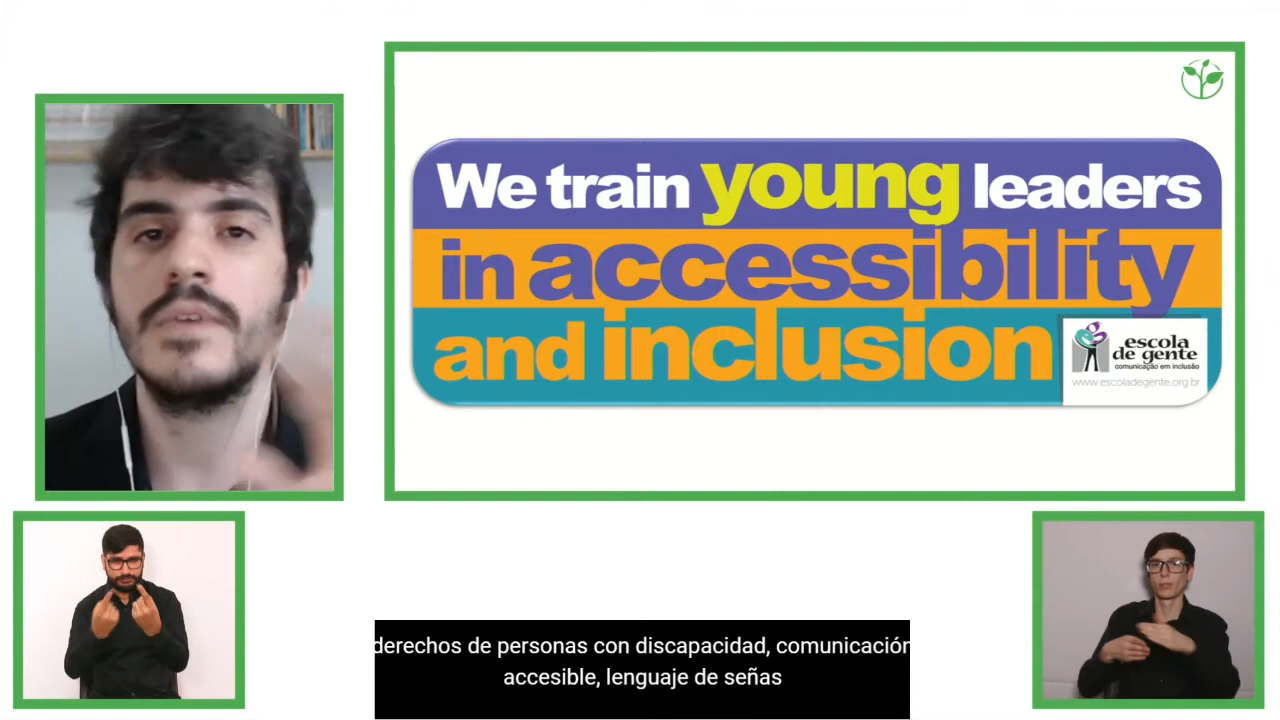 We train young leaders
in accessibility
and inclusion
escola
de gente
comunicação em inclusão
www.escoladegente.org.br
derechos de personas con discapacidad, comunicación
accesible, lenguaje de señas